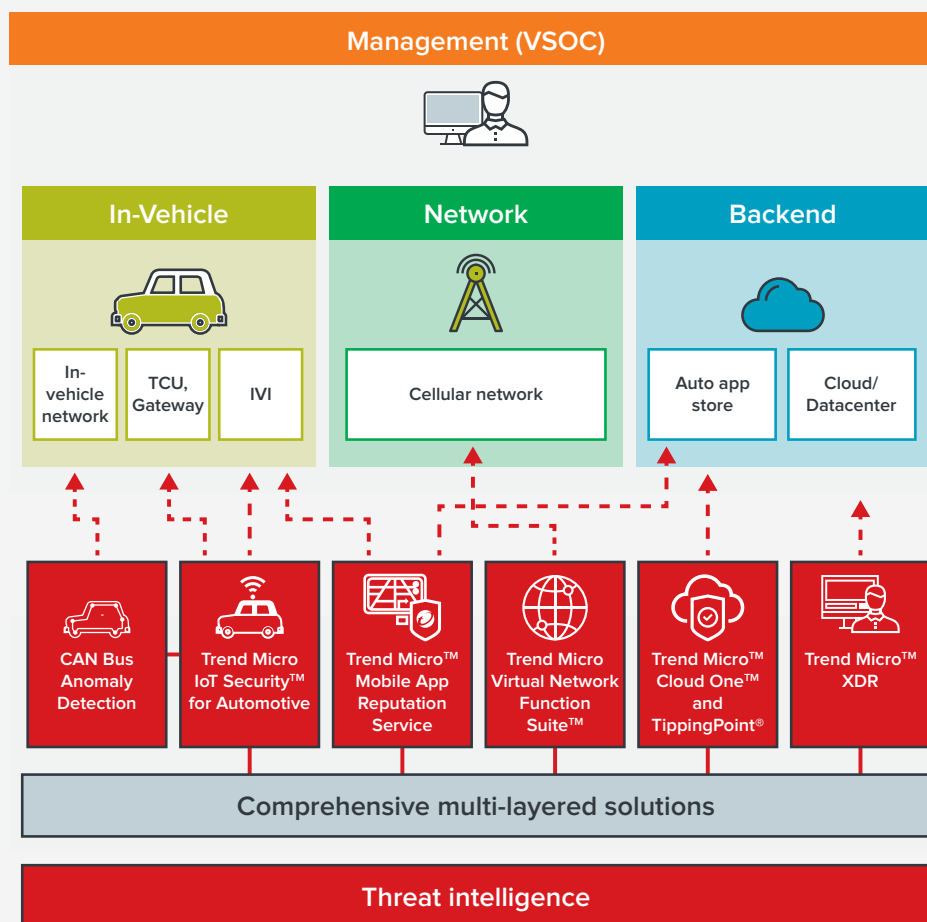 Management (VSOC)
In-Vehicle
Network
Backend
In-
vehicle
network
TCU,
Gateway
IVI
Cellular network
Auto app
store
Cloud/
Datacenter
CAN Bus
Anomaly
Detection
Trend Micro
IoT Security™
for Automotive
Trend Micro™
Mobile App
Reputation
Service
Trend Micro
Virtual Network
Function
Suite™
Trend Micro™
Cloud One™
and
TippingPoint®
Trend Micro™
XDR
Comprehensive multi-layered solutions
Threat intelligence